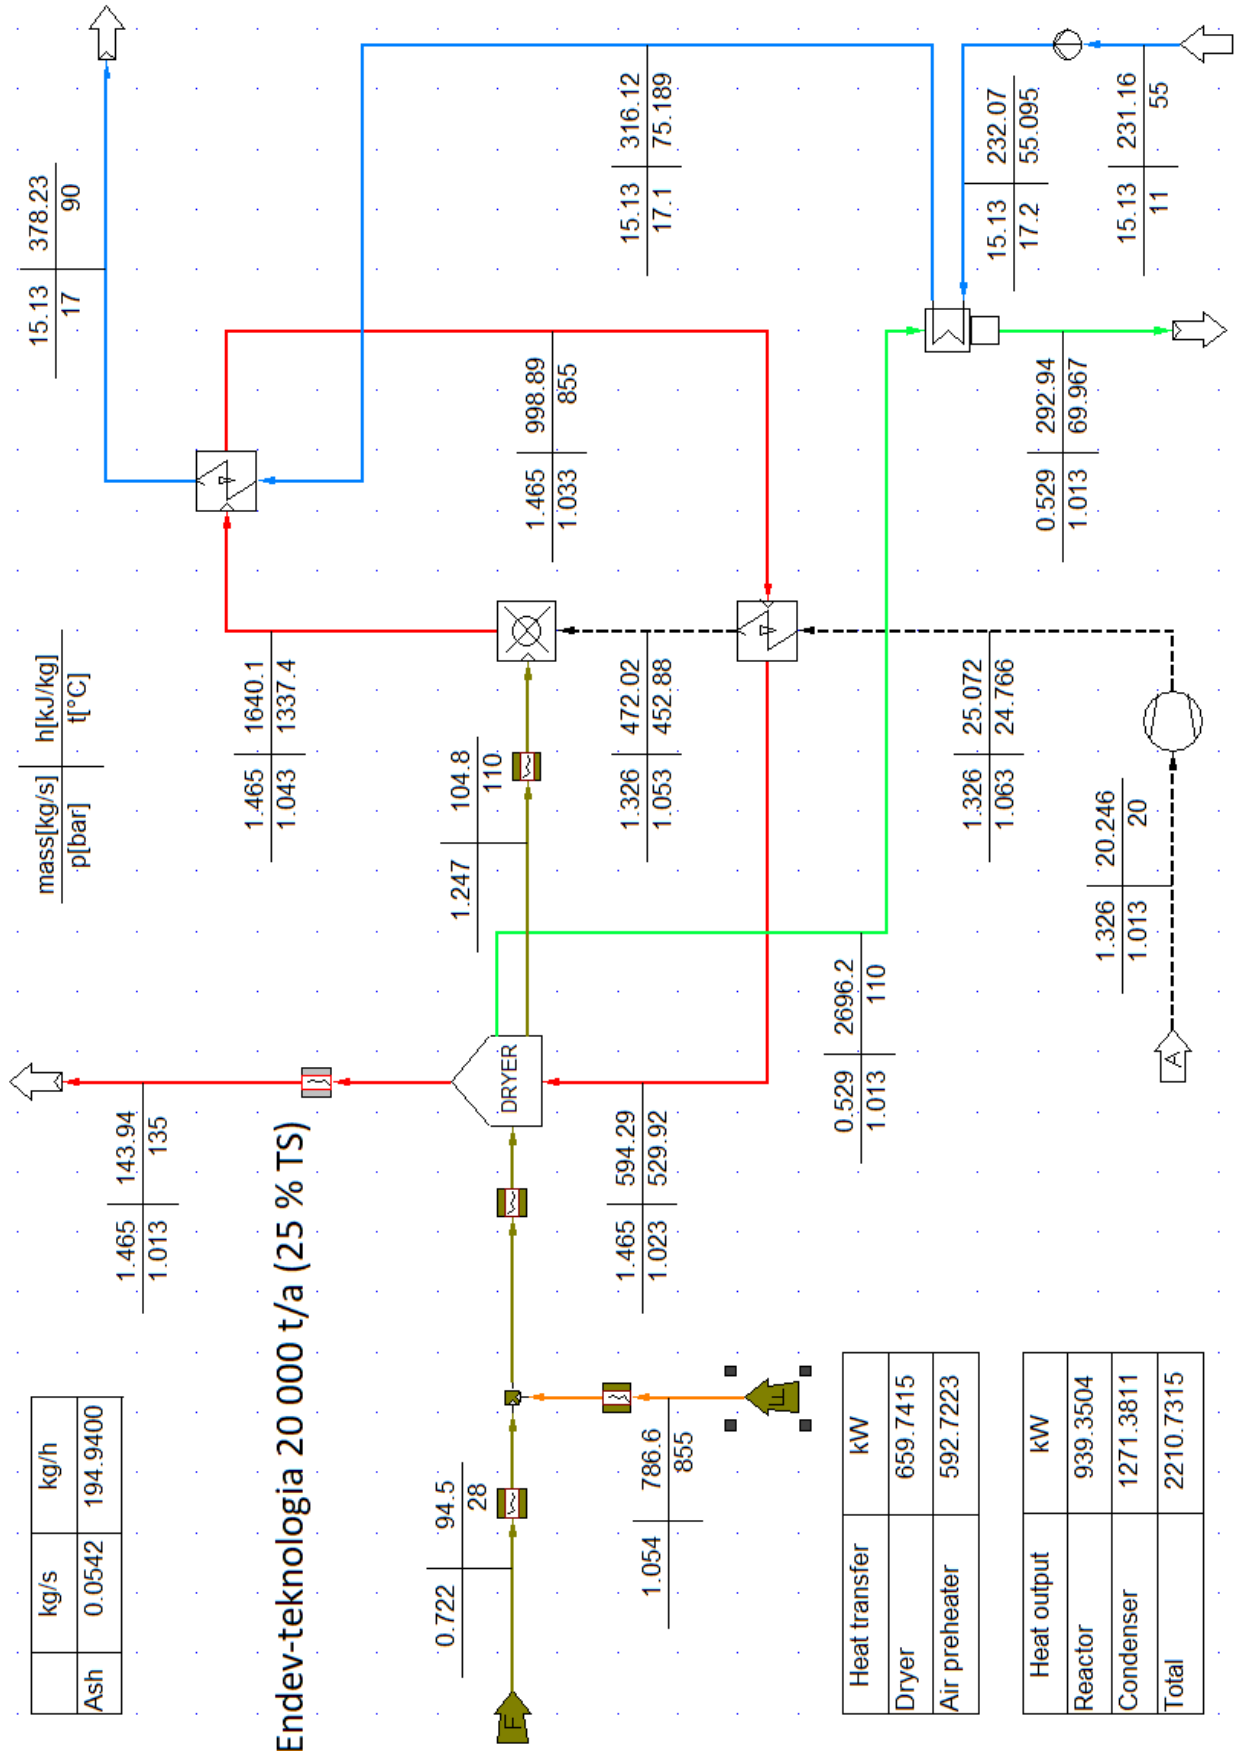 kg/s kg/h
Ash 0.0542 194.9400
Endev-teknologia 20 000 t/a (25 % TS)
mass[kg/s] h[kJ/kg]
p[bar] t[°C]
15.13 378.23
17 90
1.465 143.94
1.013 135
1.465 1640.1
1.043 1337.4
0.722 94.5
28
1.247 104.8
110
DRYER
1.465 998.89
1.033 855
15.13 316.12
17.1 75.189
1.054 786.6
855
1.465 594.29
1.023 529.92
1.326 472.02
1.053 452.88
0.529 2696.2
1.013 110
15.13 232.07
17.2 55.095
1.326 25.072
1.063 24.766
0.529 292.94
1.013 69.967
15.13 231.16
11 55
1.326 20.246
1.013 20
F
F
A
Heat transfer kW
Dryer 659.7415
Air preheater 592.7223
Heat output kW
Reactor 939.3504
Condenser 1271.3811
Total 2210.7315